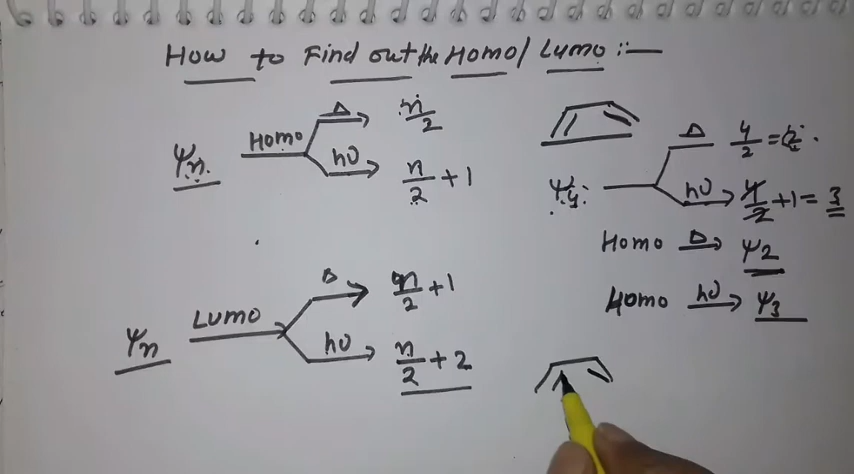 How to Find out the Homo/Lumo :-
Ψn Homo Δ n/2
hν n/2 + 1
Ψ4 Δ 4/2 = 2
hν 4/2 + 1 = 3
Homo Δ Ψ2
Homo hν Ψ3
Ψn Lumo Δ n/2 + 1
hν n/2 + 2